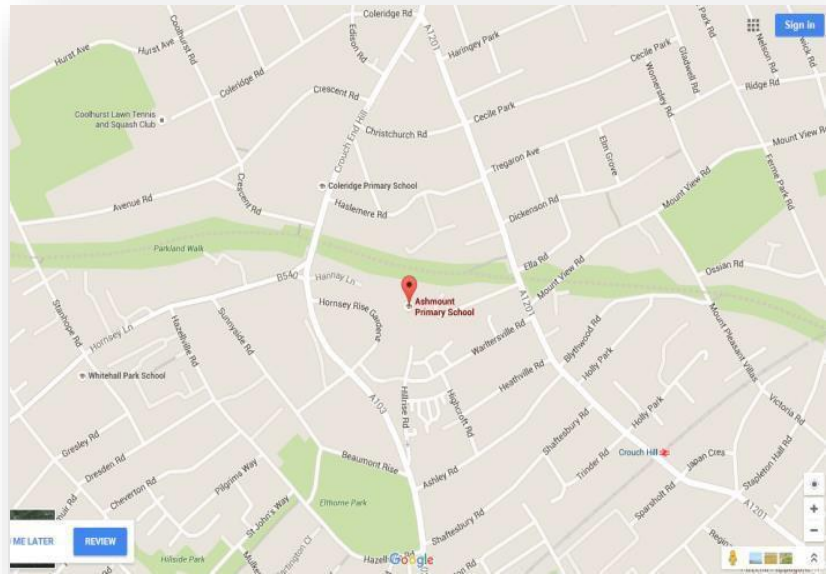 Coleridge Rd
A1201
Sign in
Hurst Ave
Hurst Ave
Coolhurst Rd
Edison Rd
Haringey Park
Cecile Park
Gladwell Rd
Nelson Rd
Ferme Park Rd
Coleridge Rd
Crescent Rd
Womersley Rd
Ridge Rd
Coolhurst Lawn Tennis
and Squash Club
Crouch End Hill
Christchurch Rd
Cecile Park
Mount View Rd
Tregaron Ave
Elm Grove
Coleridge Primary School
Crescent Rd
Avenue Rd
Haslemere Rd
Dickenson Rd
Mount View Rd
Parkland Walk
Ella Rd
Ossian Rd
B540
Hannay Ln
Mount View Rd
A1201
Ashmount
Primary School
Hornsey Rise Gardens
Stanhope Rd
Hornsey Ln
Hazellville Rd
Sunnyside Rd
Warltersville Rd
Blythwood Rd
Mount Pleasant Villas
Heathville Rd
Holly Park
Whitehall Park School
A103
Hillrise Rd
Highcroft Rd
Victoria Rd
Shaftesbury Rd
Holly Park
Gresley Rd
Dresden Rd
Cheverton Rd
Pilgrims Way
Beaumont Rise
Ashley Rd
Trinder Rd
Crouch Hill
Japan Cres
Stapleton Hall Rd
Elthorne Park
St John's Way
Sparsholt Rd
A1201
Shaftesbury Rd
ME LATER
REVIEW
Hillside Park
Google